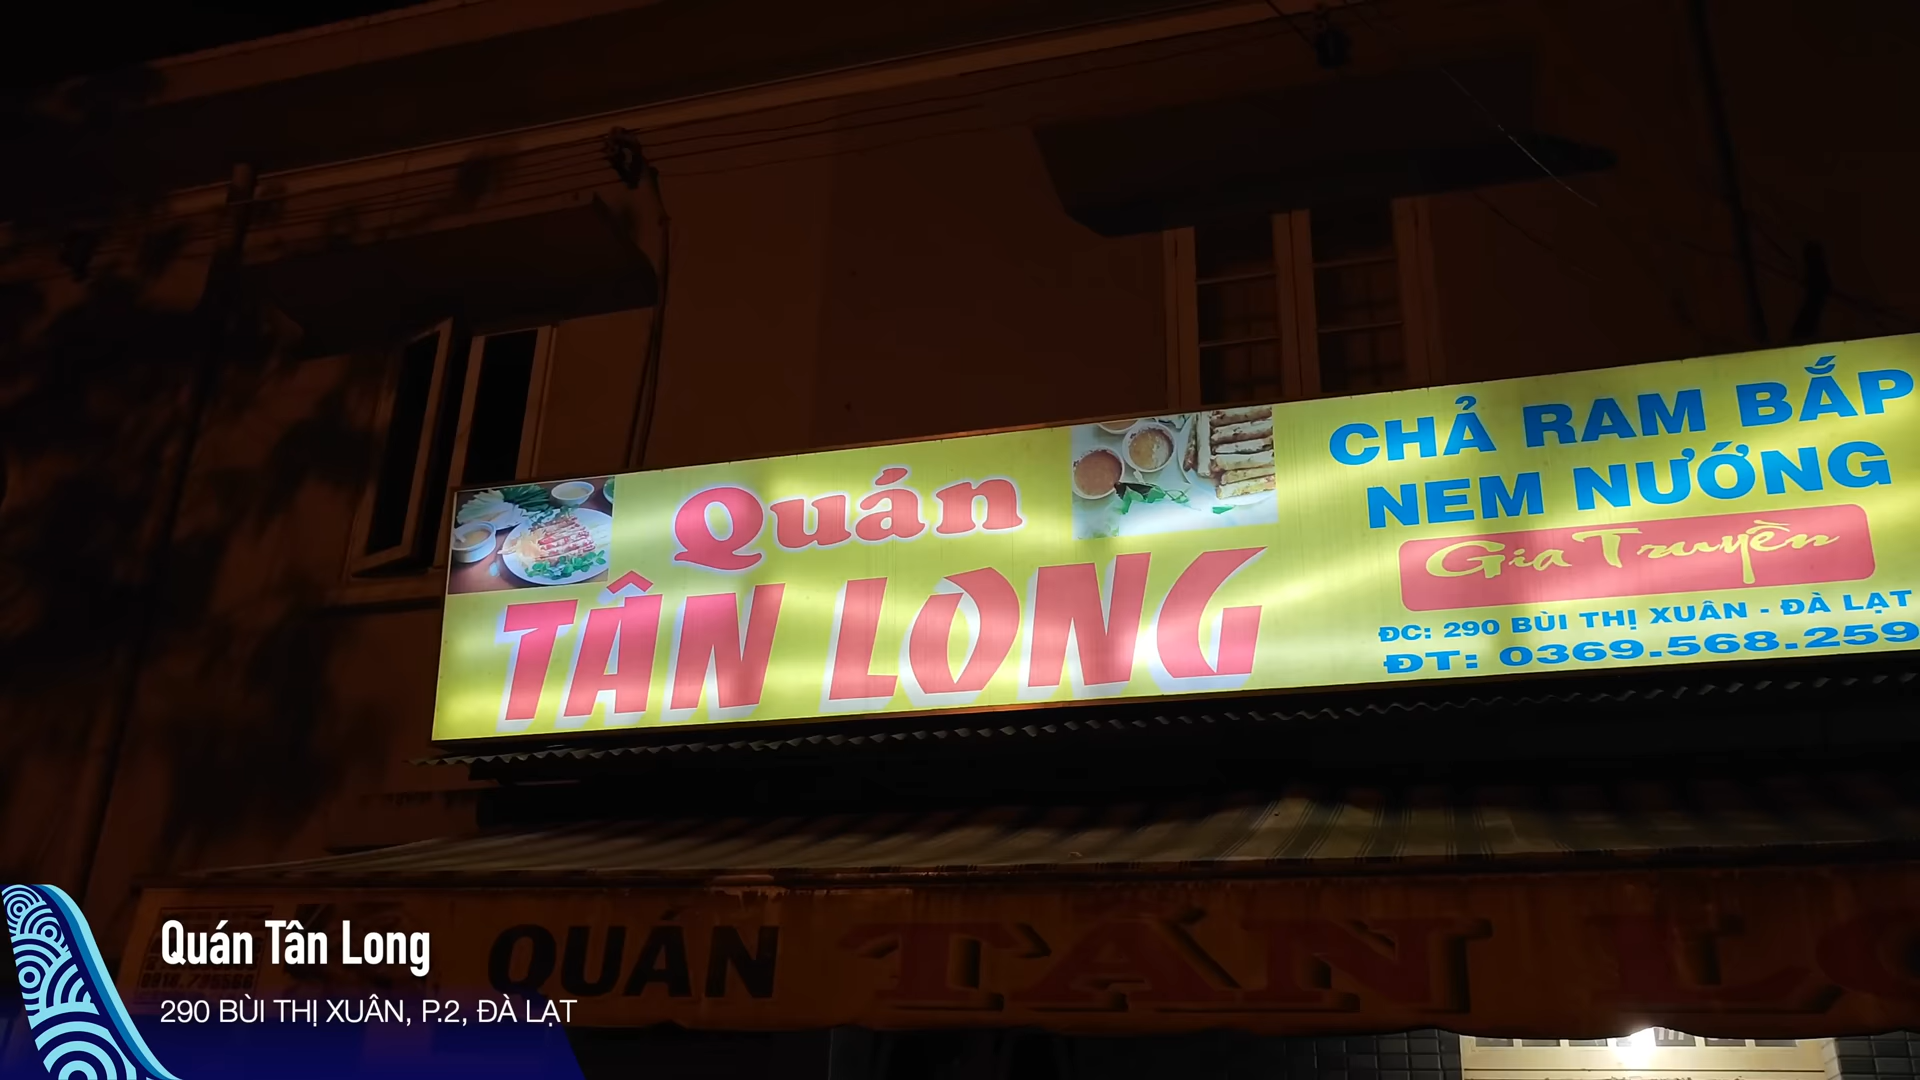 Quán
TÂN LONG
CHẢ RAM BẮP
NEM NƯỚNG
Gia Truyền
ĐC: 290 BÙI THỊ XUÂN - ĐÀ LẠT
ĐT: 0369.568.259
QUÁN TÂN LO
Quán Tân Long
290 BÙI THỊ XUÂN, P.2, ĐÀ LẠT